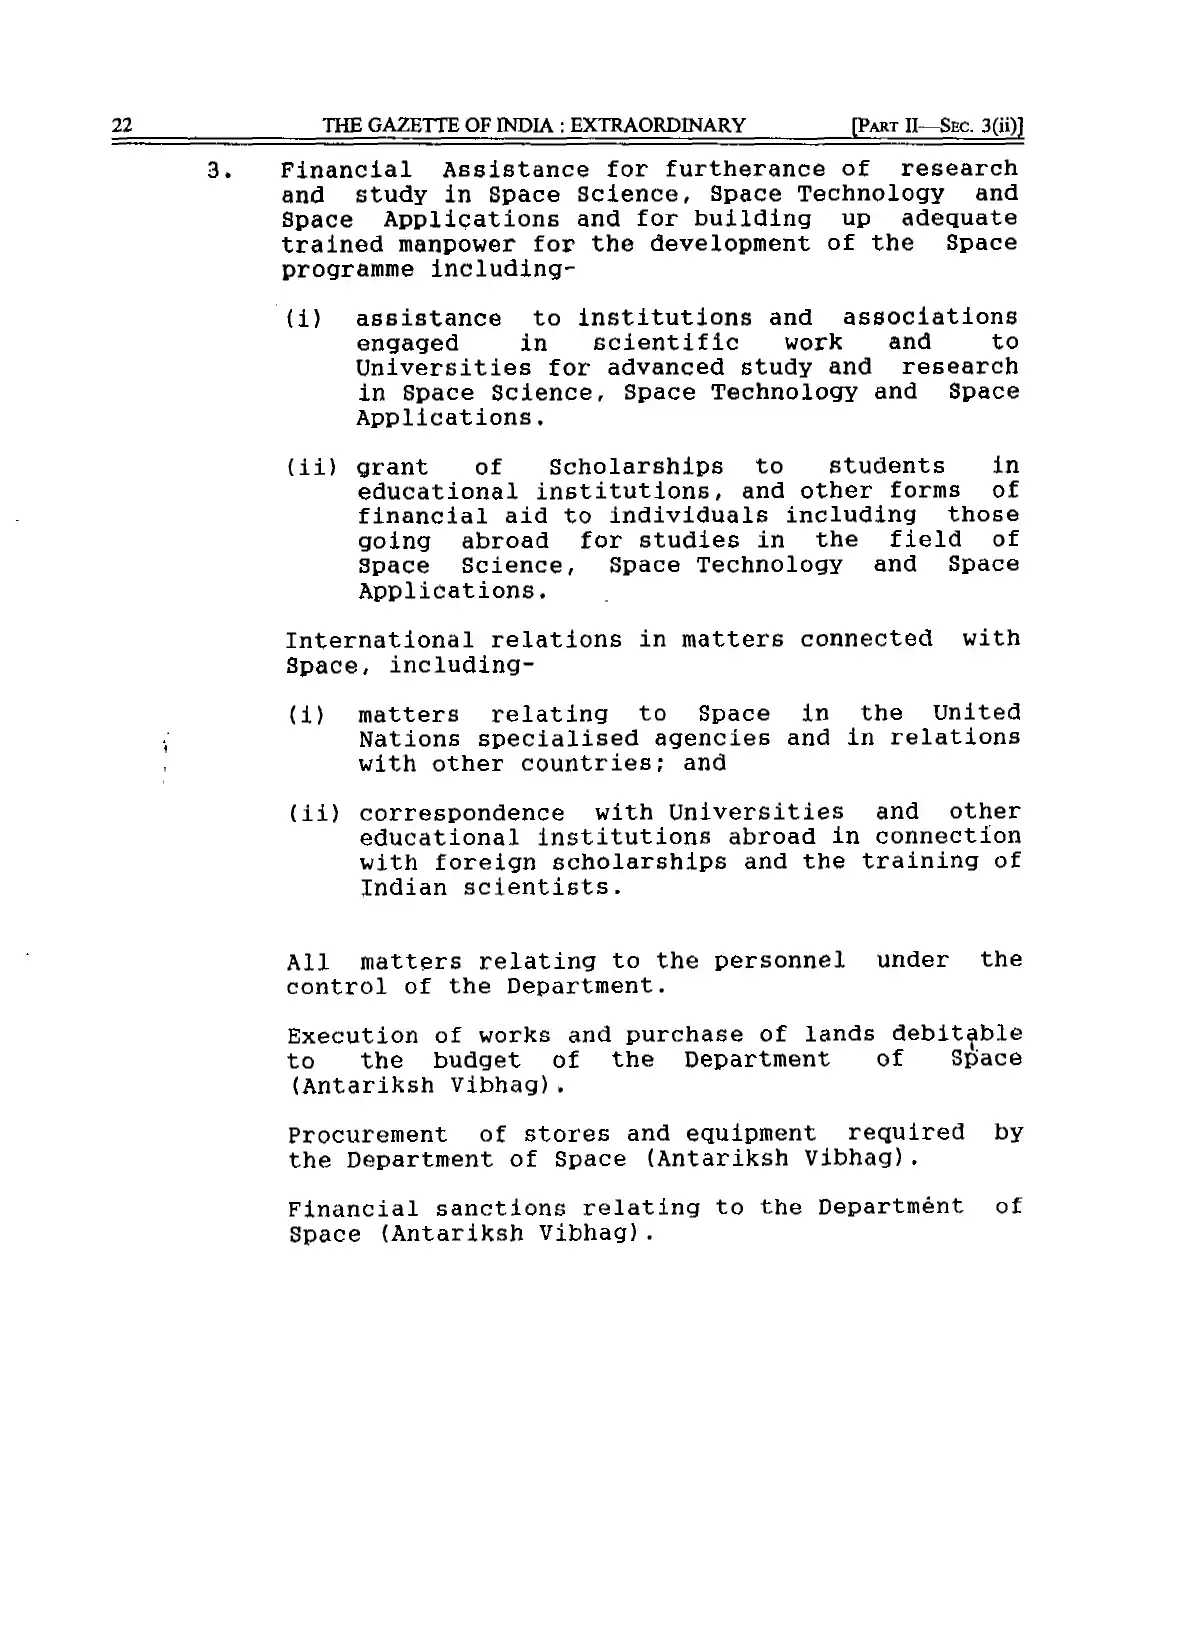 22 THE GAZETTE OF INDIA : EXTRAORDINARY [PART II—SEC. 3(ii)]
3. Financial Assistance for furtherance of research
and study in Space Science, Space Technology and
Space Applications and for building up adequate
trained manpower for the development of the Space
programme including-
(i) assistance to institutions and associations
engaged in scientific work and to
Universities for advanced study and research
in Space Science, Space Technology and Space
Applications.
(ii) grant of Scholarships to students in
educational institutions, and other forms of
financial aid to individuals including those
going abroad for studies in the field of
Space Science, Space Technology and Space
Applications.
International relations in matters connected with
Space, including-
(i) matters relating to Space in the United
Nations specialised agencies and in relations
with other countries; and
(ii) correspondence with Universities and other
educational institutions abroad in connection
with foreign scholarships and the training of
Indian scientists.
All matters relating to the personnel under the
control of the Department.
Execution of works and purchase of lands debitable
to the budget of the Department of Space
(Antariksh Vibhag).
Procurement of stores and equipment required by
the Department of Space (Antariksh Vibhag).
Financial sanctions relating to the Department of
Space (Antariksh Vibhag).